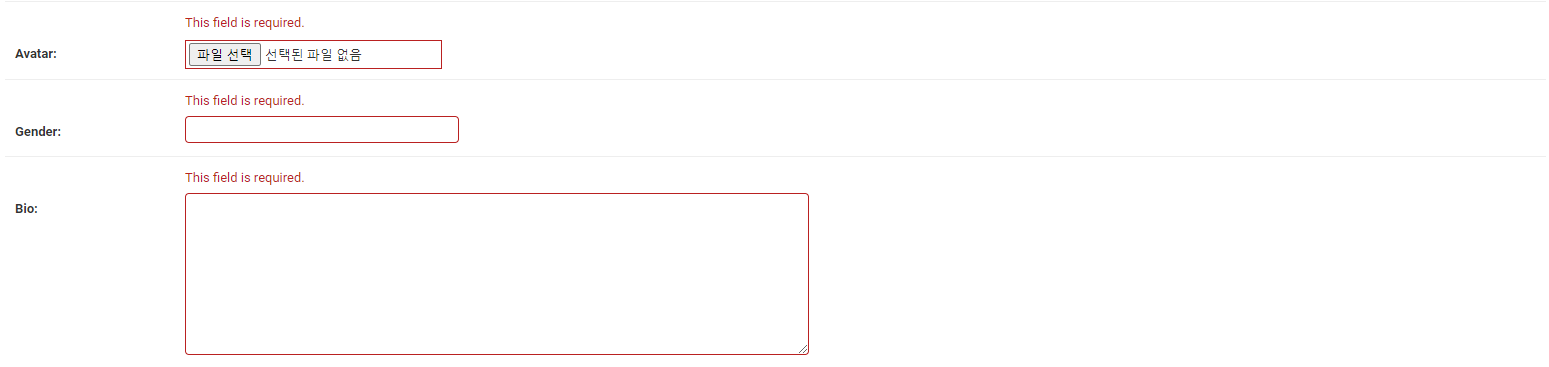 This field is required.
Avatar:
파일 선택 선택된 파일 없음
This field is required.
Gender:
This field is required.
Bio: